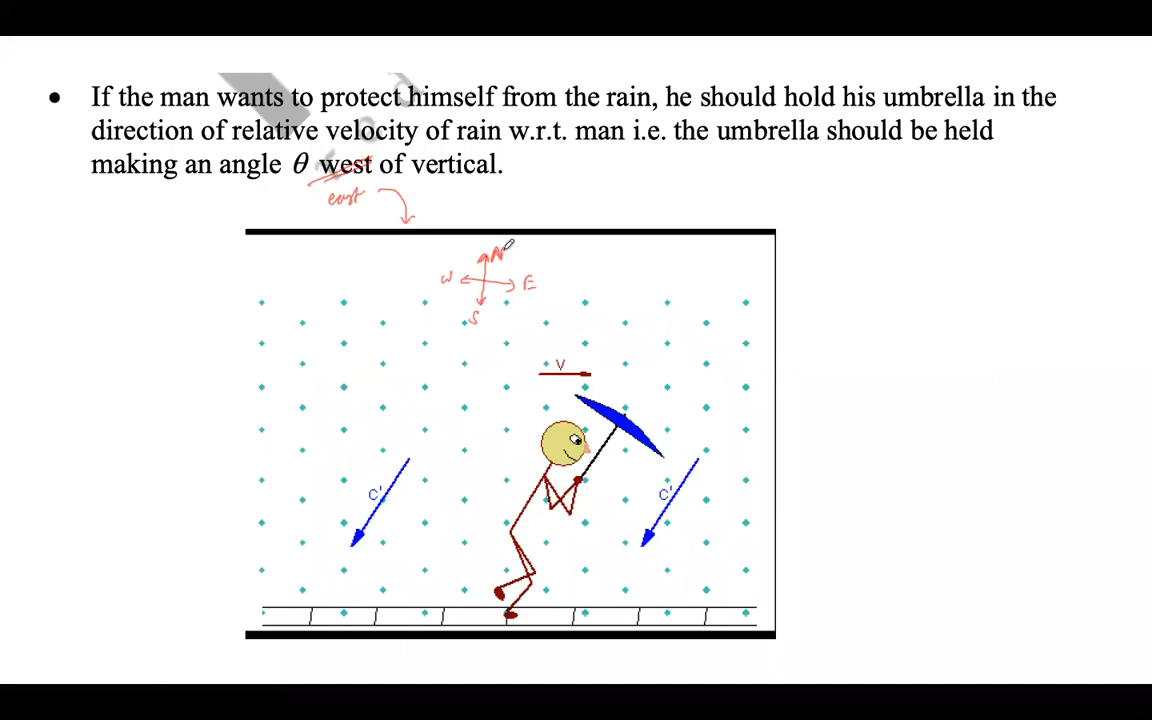 • If the man wants to protect himself from the rain, he should hold his umbrella in the
direction of relative velocity of rain w.r.t. man i.e. the umbrella should be held
making an angle θ west of vertical.
east
N
W E
S
V
C' C'